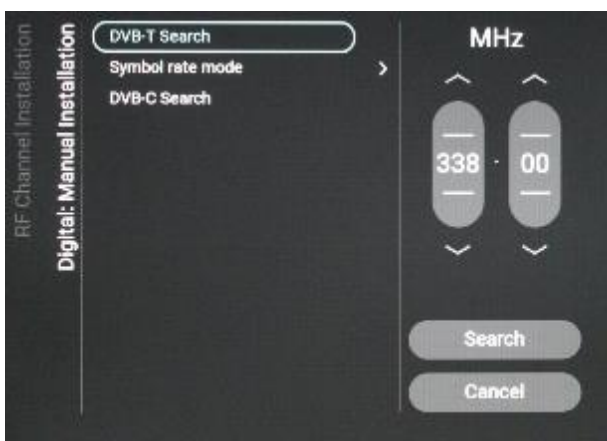 RF Channel Installation
Digital: Manual Installation
DVB-T Search
Symbol rate mode
DVB-C Search
MHz
338 . 00
Search
Cancel